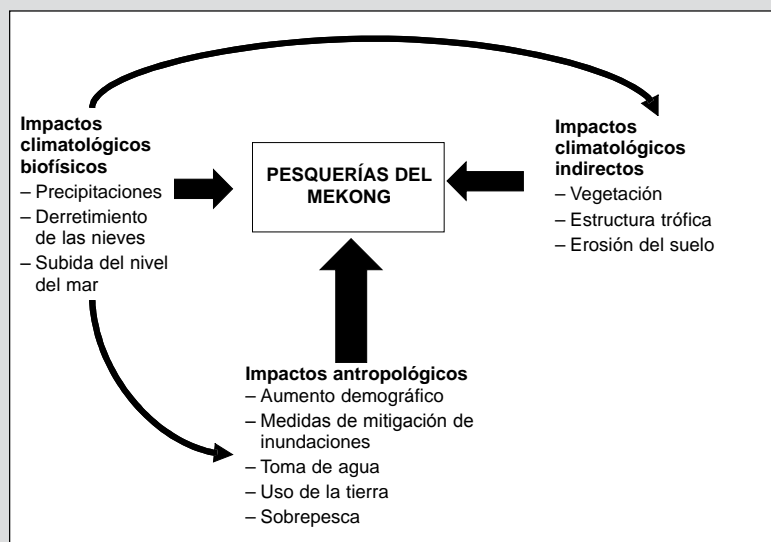 Impactos
climatológicos
biofísicos
– Precipitaciones
– Derretimiento
de las nieves
– Subida del nivel
del mar
PESQUERÍAS DEL
MEKONG
Impactos
climatológicos
indirectos
– Vegetación
– Estructura trófica
– Erosión del suelo
Impactos antropológicos
– Aumento demográfico
– Medidas de mitigación de
inundaciones
– Toma de agua
– Uso de la tierra
– Sobrepesca